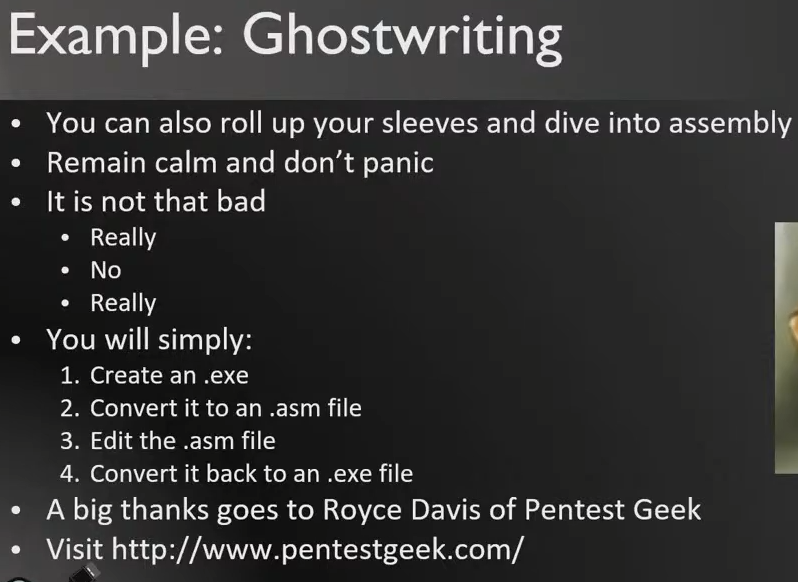 Example: Ghostwriting
• You can also roll up your sleeves and dive into assembly
• Remain calm and don't panic
• It is not that bad
• Really
• No
• Really
• You will simply:
1. Create an .exe
2. Convert it to an .asm file
3. Edit the .asm file
4. Convert it back to an .exe file
• A big thanks goes to Royce Davis of Pentest Geek
• Visit http://www.pentestgeek.com/